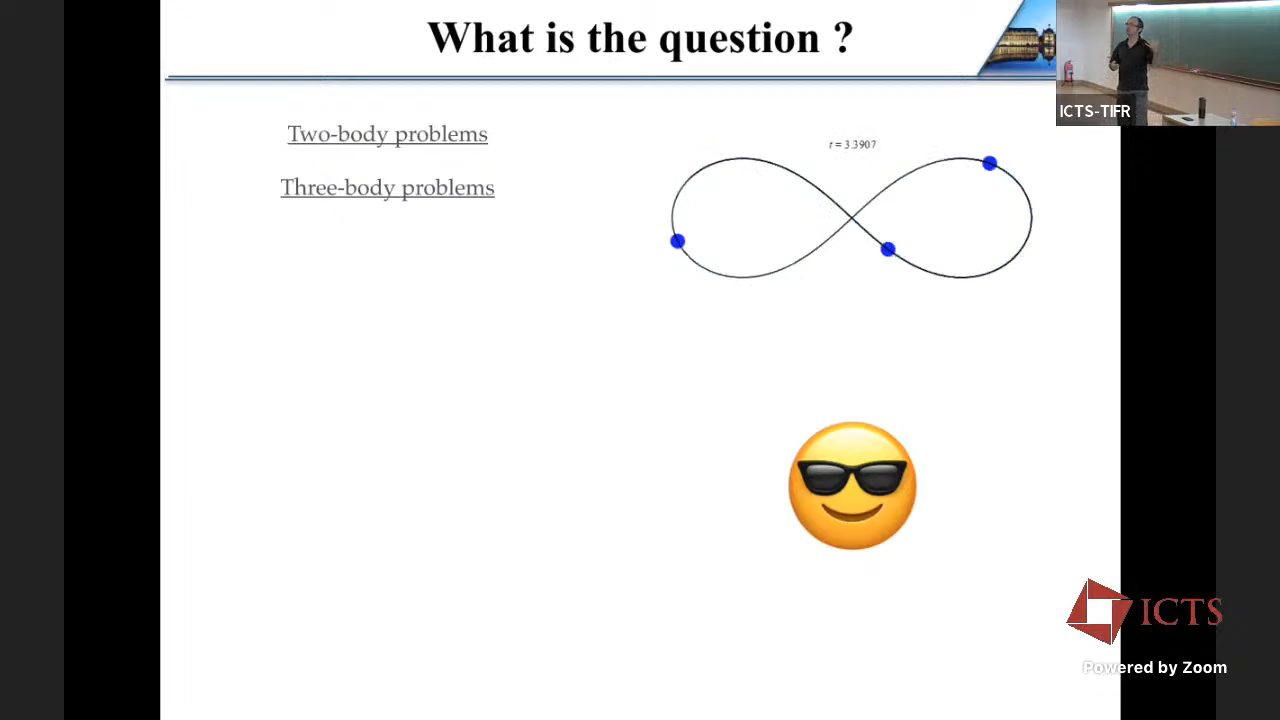 What is the question ?
ICTS-TIFR
Two-body problems
t = 3.3907
Three-body problems
ICTS
Powered by Zoom